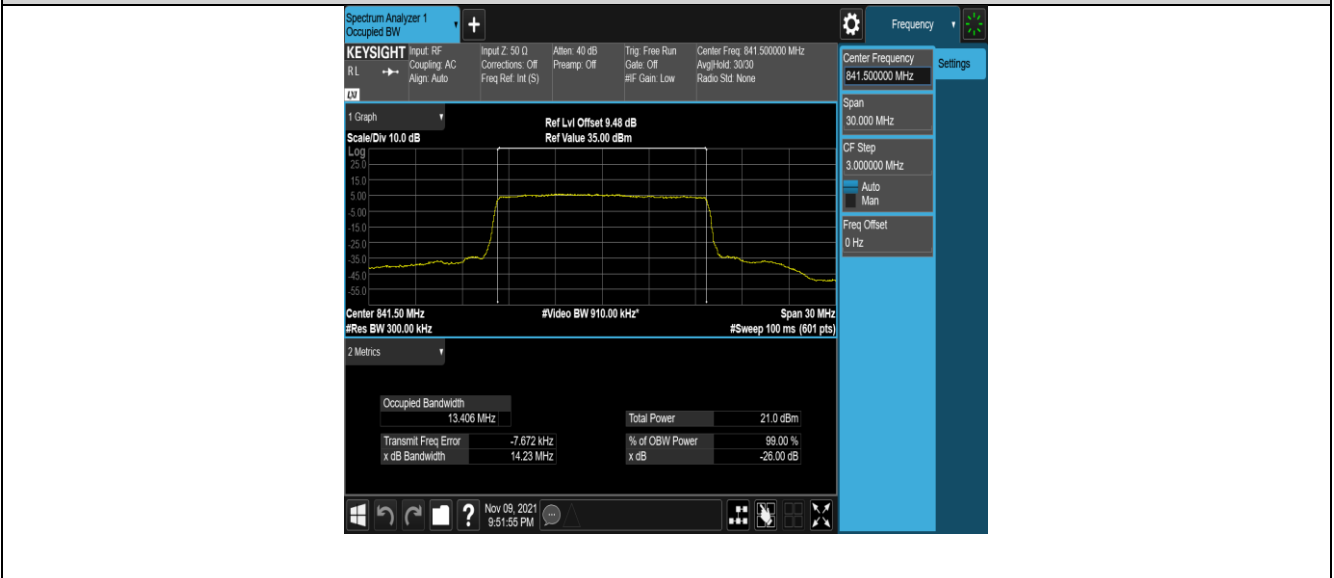 Spectrum Analyzer 1
Occupied BW
+
Frequency
KEYSIGHT
RL
LXI
Input: RF
Coupling: AC
Align: Auto
Input Z: 50 Ω
Corrections: Off
Freq Ref: Int (S)
Atten: 40 dB
Preamp: Off
Trig: Free Run
Gate: Off
#IF Gain: Low
Center Freq: 841.500000 MHz
Avg|Hold: 30/30
Radio Std: None
Center Frequency
841.500000 MHz
Settings
Span
30.000 MHz
CF Step
3.000000 MHz
Auto
Man
Freq Offset
0 Hz
1 Graph
Scale/Div 10.0 dB
Ref Lvl Offset 9.48 dB
Ref Value 35.00 dBm
Log
25.0
15.0
5.00
-5.00
-15.0
-25.0
-35.0
-45.0
-55.0
Center 841.50 MHz
#Video BW 910.00 kHz*
Span 30 MHz
#Res BW 300.00 kHz
#Sweep 100 ms (601 pts)
2 Metrics
Occupied Bandwidth
13.406 MHz
Total Power 21.0 dBm
Transmit Freq Error -7.672 kHz
% of OBW Power 99.00 %
x dB Bandwidth 14.23 MHz
x dB -26.00 dB
?
Nov 09, 2021
9:51:55 PM